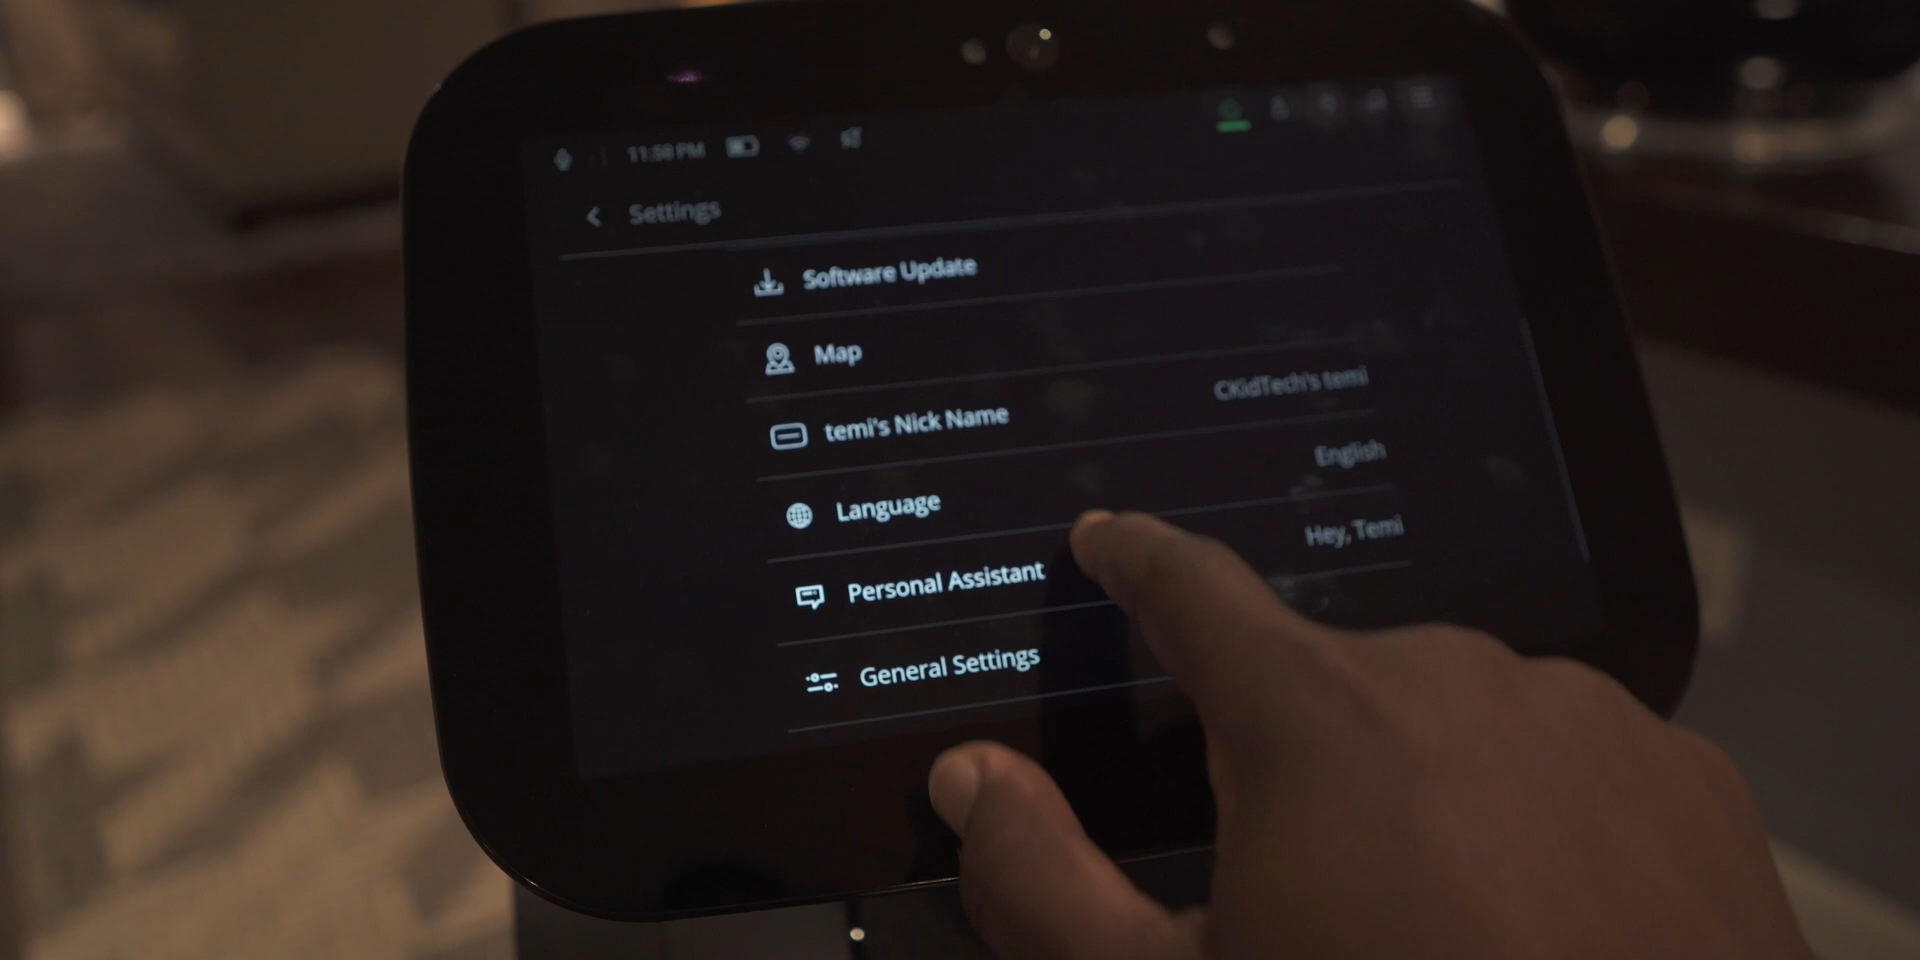 11:58 PM
Settings
Software Update
Map
temi's Nick Name CKidTech's temi
Language English
Personal Assistant Hey, Temi
General Settings